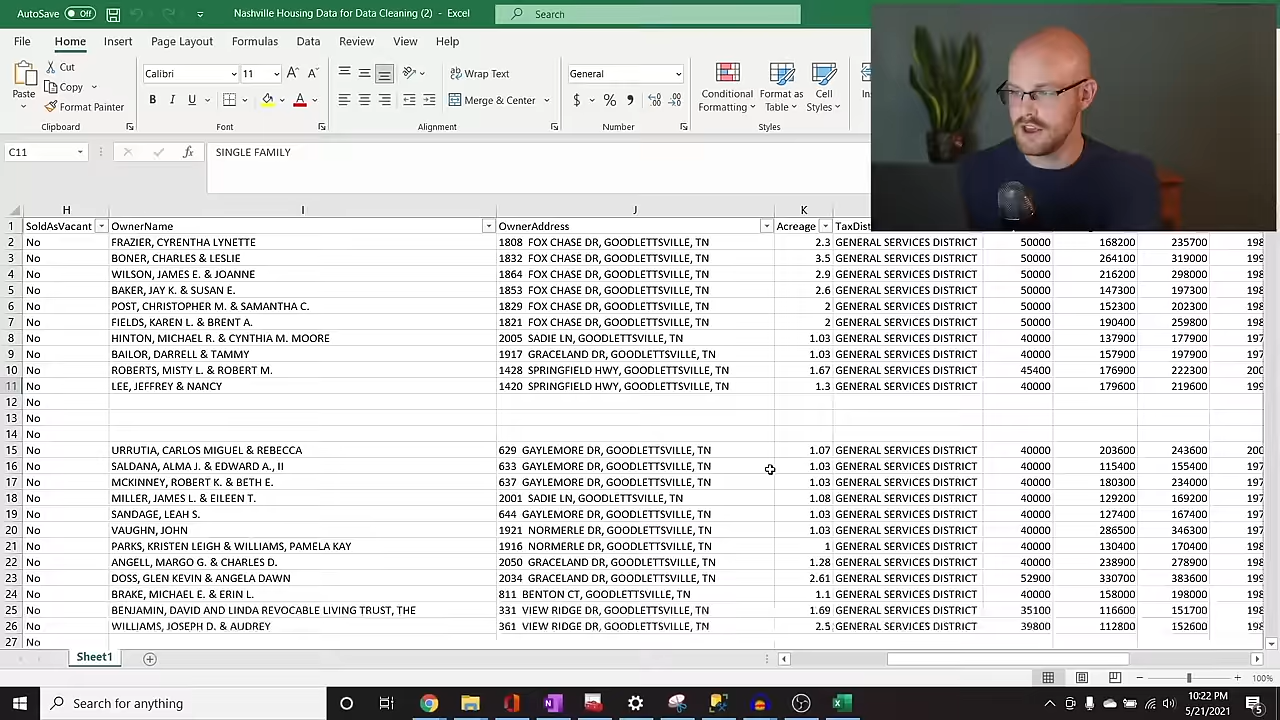 AutoSave Off Nashville Housing Data for Data Cleaning (2) - Excel Search
File Home Insert Page Layout Formulas Data Review View Help
Paste Cut Copy Format Painter Calibri 11 B I U Wrap Text Merge & Center General $ % Conditional Formatting Format as Table Cell Styles
Clipboard Font Alignment Number Styles
C11 fx SINGLE FAMILY
H I J K
1 SoldAsVacant OwnerName OwnerAddress Acreage TaxDist
2 No FRAZIER, CYRENTHA LYNETTE 1808 FOX CHASE DR, GOODLETTSVILLE, TN 2.3 GENERAL SERVICES DISTRICT 50000 168200 235700 198
3 No BONER, CHARLES & LESLIE 1832 FOX CHASE DR, GOODLETTSVILLE, TN 3.5 GENERAL SERVICES DISTRICT 50000 264100 319000 199
4 No WILSON, JAMES E. & JOANNE 1864 FOX CHASE DR, GOODLETTSVILLE, TN 2.9 GENERAL SERVICES DISTRICT 50000 216200 298000 198
5 No BAKER, JAY K. & SUSAN E. 1853 FOX CHASE DR, GOODLETTSVILLE, TN 2.6 GENERAL SERVICES DISTRICT 50000 147300 197300 198
6 No POST, CHRISTOPHER M. & SAMANTHA C. 1829 FOX CHASE DR, GOODLETTSVILLE, TN 2 GENERAL SERVICES DISTRICT 50000 152300 202300 198
7 No FIELDS, KAREN L. & BRENT A. 1821 FOX CHASE DR, GOODLETTSVILLE, TN 2 GENERAL SERVICES DISTRICT 50000 190400 259800 198
8 No HINTON, MICHAEL R. & CYNTHIA M. MOORE 2005 SADIE LN, GOODLETTSVILLE, TN 1.03 GENERAL SERVICES DISTRICT 40000 137900 177900 197
9 No BAILOR, DARRELL & TAMMY 1917 GRACELAND DR, GOODLETTSVILLE, TN 1.03 GENERAL SERVICES DISTRICT 40000 157900 197900 197
10 No ROBERTS, MISTY L. & ROBERT M. 1428 SPRINGFIELD HWY, GOODLETTSVILLE, TN 1.67 GENERAL SERVICES DISTRICT 45400 176900 222300 200
11 No LEE, JEFFREY & NANCY 1420 SPRINGFIELD HWY, GOODLETTSVILLE, TN 1.3 GENERAL SERVICES DISTRICT 40000 179600 219600 199
12 No
13 No
14 No
15 No URRUTIA, CARLOS MIGUEL & REBECCA 629 GAYLEMORE DR, GOODLETTSVILLE, TN 1.07 GENERAL SERVICES DISTRICT 40000 203600 243600 200
16 No SALDANA, ALMA J. & EDWARD A., II 633 GAYLEMORE DR, GOODLETTSVILLE, TN 1.03 GENERAL SERVICES DISTRICT 40000 115400 155400 197
17 No MCKINNEY, ROBERT K. & BETH E. 637 GAYLEMORE DR, GOODLETTSVILLE, TN 1.03 GENERAL SERVICES DISTRICT 40000 180300 234000 197
18 No MILLER, JAMES L. & EILEEN T. 2001 SADIE LN, GOODLETTSVILLE, TN 1.08 GENERAL SERVICES DISTRICT 40000 129200 169200 197
19 No SANDAGE, LEAH S. 644 GAYLEMORE DR, GOODLETTSVILLE, TN 1.03 GENERAL SERVICES DISTRICT 40000 127400 167400 197
20 No VAUGHN, JOHN 1921 NORMERLE DR, GOODLETTSVILLE, TN 1.03 GENERAL SERVICES DISTRICT 40000 286500 346300 197
21 No PARKS, KRISTEN LEIGH & WILLIAMS, PAMELA KAY 1916 NORMERLE DR, GOODLETTSVILLE, TN 1 GENERAL SERVICES DISTRICT 40000 130400 170400 198
22 No ANGELL, MARGO G. & CHARLES D. 2050 GRACELAND DR, GOODLETTSVILLE, TN 1.28 GENERAL SERVICES DISTRICT 40000 238900 278900 198
23 No DOSS, GLEN KEVIN & ANGELA DAWN 2034 GRACELAND DR, GOODLETTSVILLE, TN 2.61 GENERAL SERVICES DISTRICT 52900 330700 383600 199
24 No BRAKE, MICHAEL E. & ERIN L. 811 BENTON CT, GOODLETTSVILLE, TN 1.1 GENERAL SERVICES DISTRICT 40000 158000 198000 198
25 No BENJAMIN, DAVID AND LINDA REVOCABLE LIVING TRUST, THE 331 VIEW RIDGE DR, GOODLETTSVILLE, TN 1.69 GENERAL SERVICES DISTRICT 35100 116600 151700 198
26 No WILLIAMS, JOSEPH D. & AUDREY 361 VIEW RIDGE DR, GOODLETTSVILLE, TN 2.5 GENERAL SERVICES DISTRICT 39800 112800 152600 198
27 No
Sheet1
100%
Search for anything 10:22 PM
5/21/2021